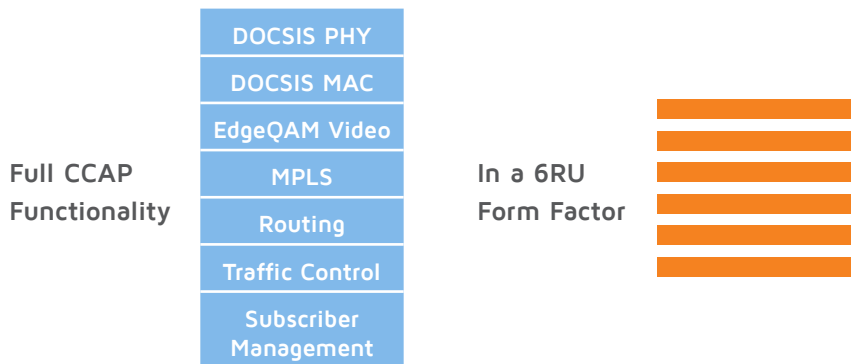 Full CCAP
Functionality
DOCSIS PHY
DOCSIS MAC
EdgeQAM Video
MPLS
Routing
Traffic Control
Subscriber
Management
In a 6RU
Form Factor